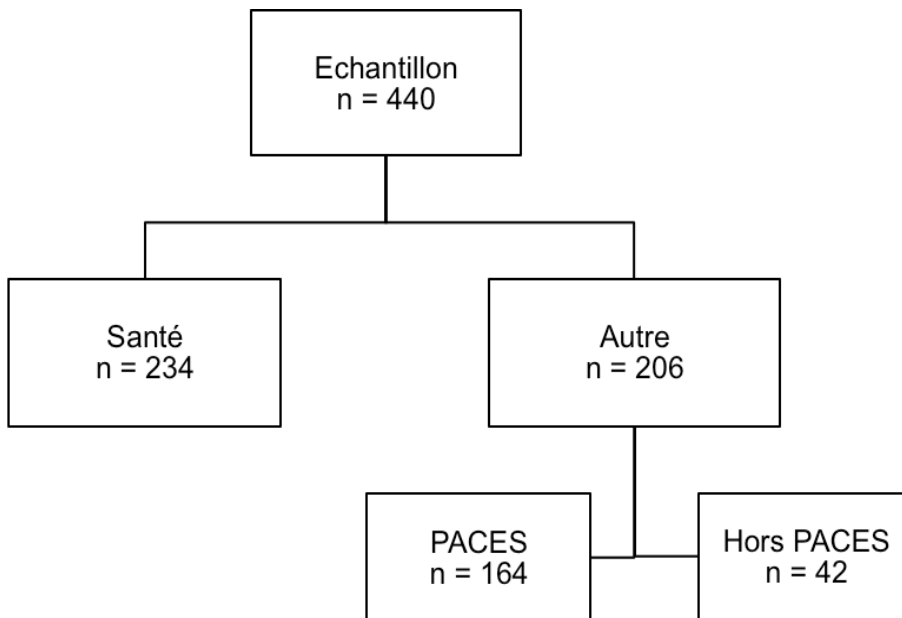 Echantillon
n = 440
Santé
n = 234
Autre
n = 206
PACES
n = 164
Hors PACES
n = 42